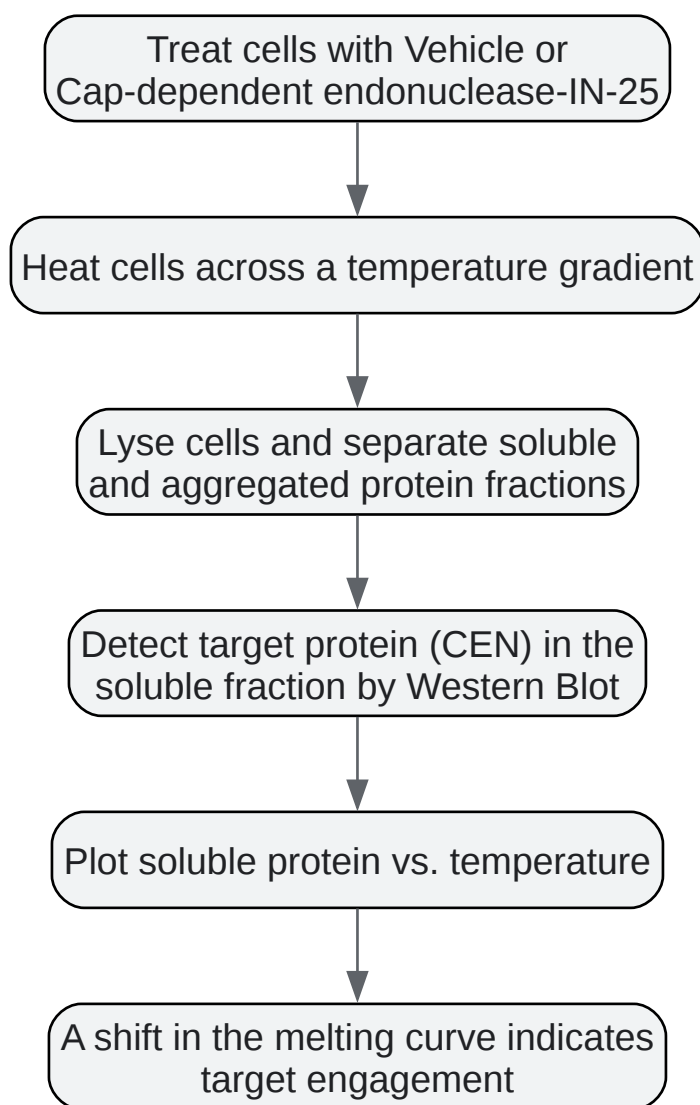 Treat cells with Vehicle or
Cap-dependent endonuclease-IN-25
Heat cells across a temperature gradient
Lyse cells and separate soluble
and aggregated protein fractions
Detect target protein (CEN) in the
soluble fraction by Western Blot
Plot soluble protein vs. temperature
A shift in the melting curve indicates
target engagement